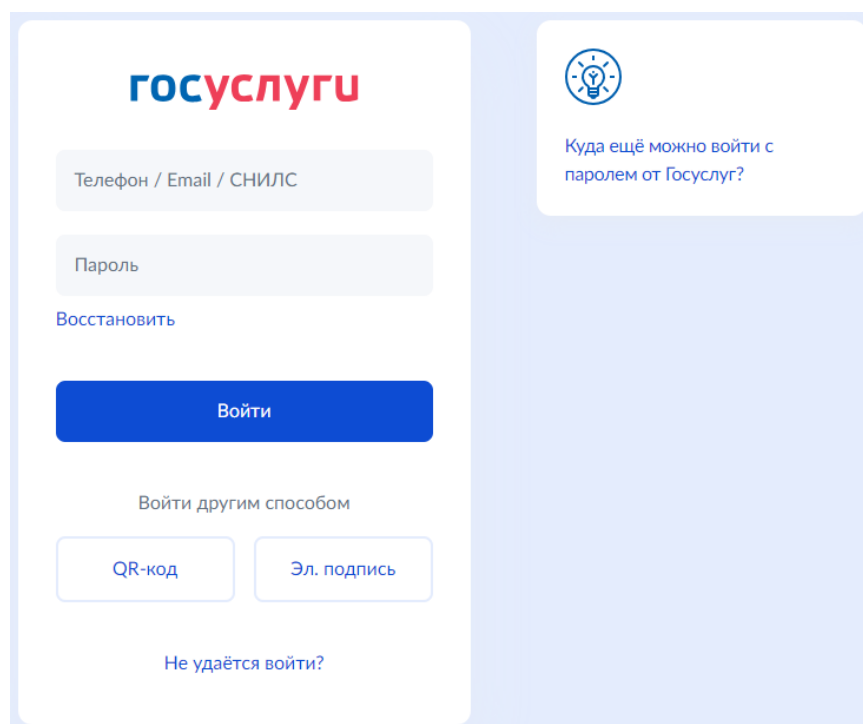 госуслуги
Телефон / Email / СНИЛС
Пароль
Восстановить
Войти
Войти другим способом
QR-код
Эл. подпись
Не удаётся войти?
Куда ещё можно войти с
паролем от Госуслуг?